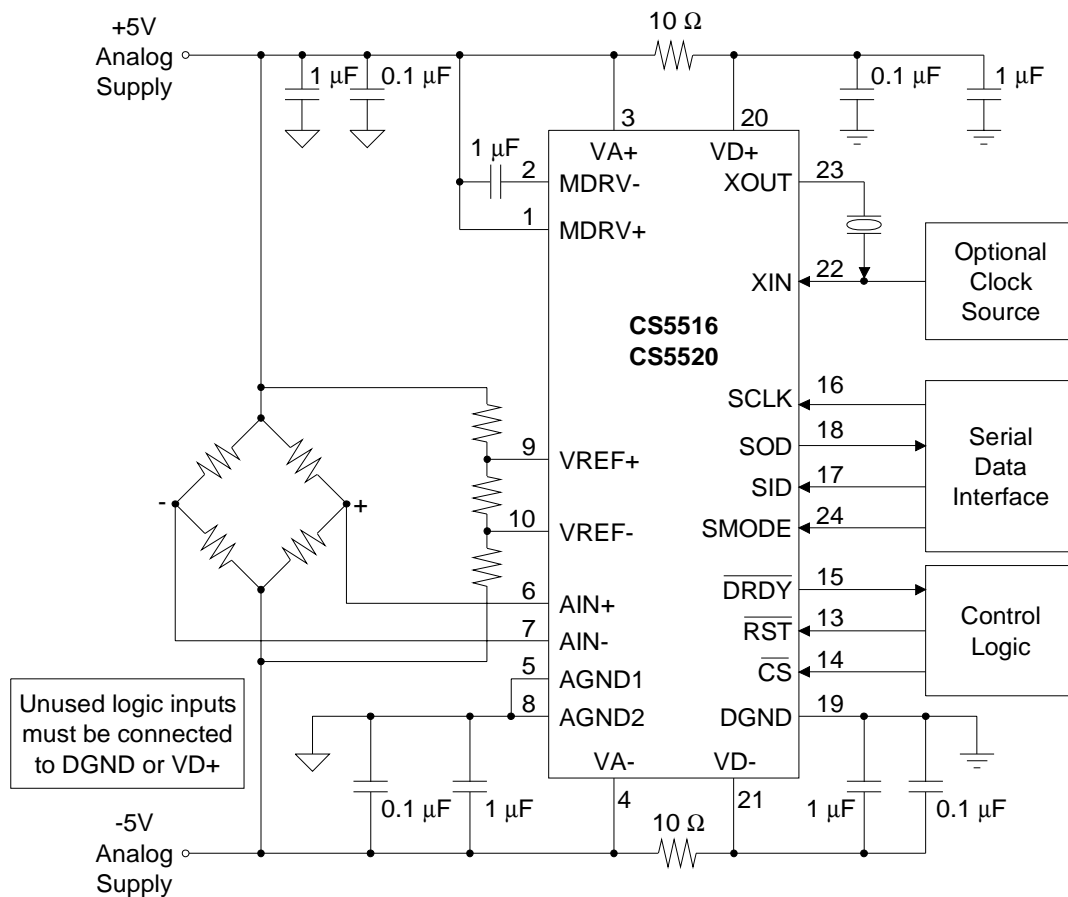 +5V
Analog
Supply
10 Ω
1 μF
0.1 μF
0.1 μF
1 μF
3
20
VA+
VD+
1 μF
2
MDRV-
XOUT
23
1
MDRV+
XIN
22
Optional
Clock
Source
CS5516
CS5520
SCLK
16
SOD
18
SID
17
SMODE
24
Serial
Data
Interface
9
VREF+
-
+
10
VREF-
6
AIN+
7
AIN-
5
AGND1
8
AGND2
DRDY
15
RST
13
CS
14
DGND
19
Control
Logic
Unused logic inputs
must be connected
to DGND or VD+
VA-
VD-
4
21
0.1 μF
1 μF
10 Ω
1 μF
0.1 μF
-5V
Analog
Supply